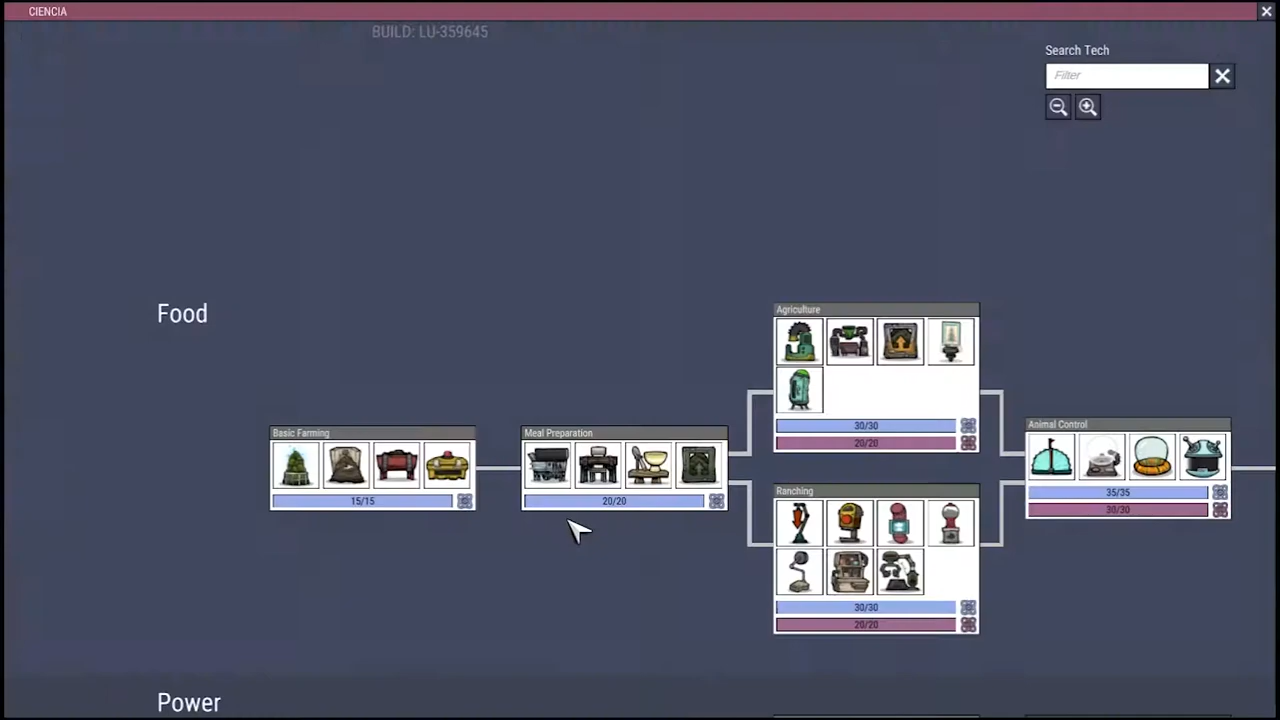 CIENCIA
BUILD: LU-359645
Search Tech
Filter
Food
Agriculture
30/30
20/20
Basic Farming
15/15
Meal Preparation
20/20
Animal Control
35/35
30/30
Ranching
30/30
20/20
Power